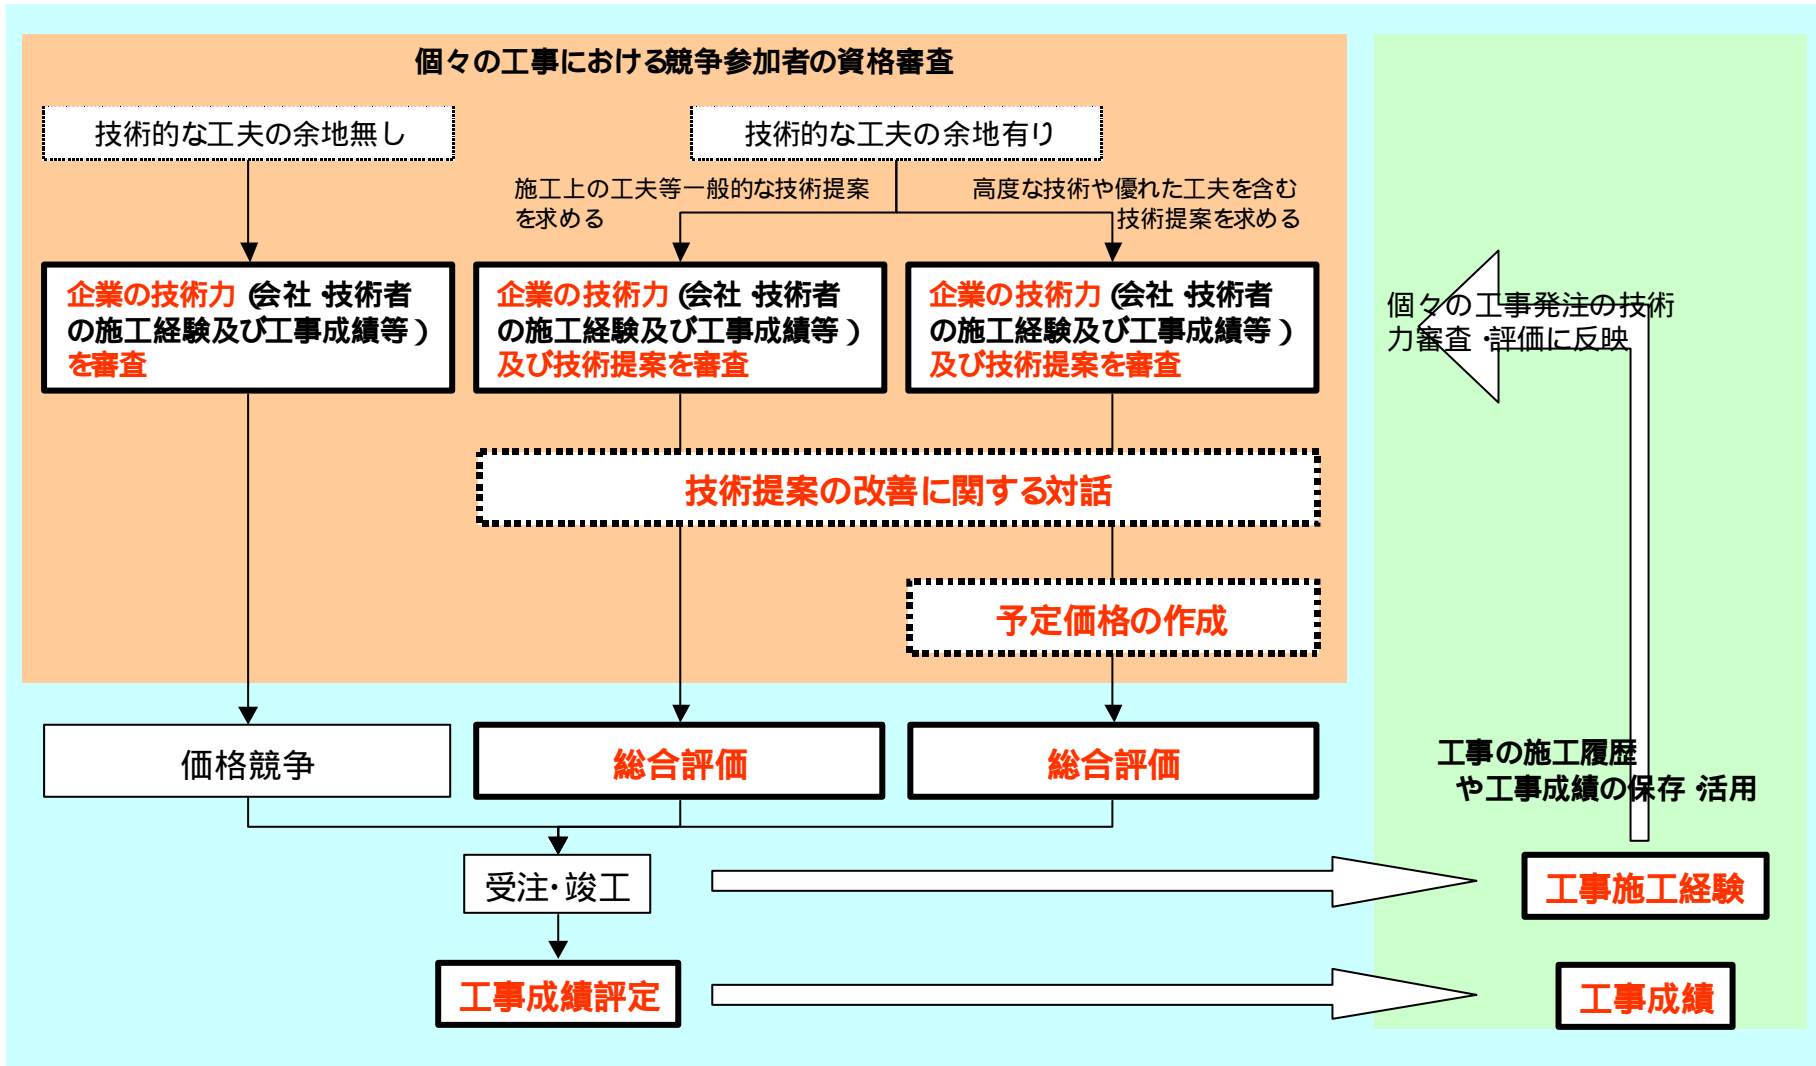 個々の工事における競争参加者の資格審査
技術的な工夫の余地無し
技術的な工夫の余地有り
施工上の工夫等一般的な技術提案
を求める
高度な技術や優れた工夫を含む
技術提案を求める
企業の技術力(会社・技術者
の施工経験及び工事成績等)
を審査
企業の技術力(会社・技術者
の施工経験及び工事成績等)
及び技術提案を審査
企業の技術力(会社・技術者
の施工経験及び工事成績等)
及び技術提案を審査
個々の工事発注の技術
力審査・評価に反映
技術提案の改善に関する対話
予定価格の作成
価格競争
総合評価
総合評価
工事の施工履歴
や工事成績の保存・活用
受注・竣工
工事施工経験
工事成績評定
工事成績